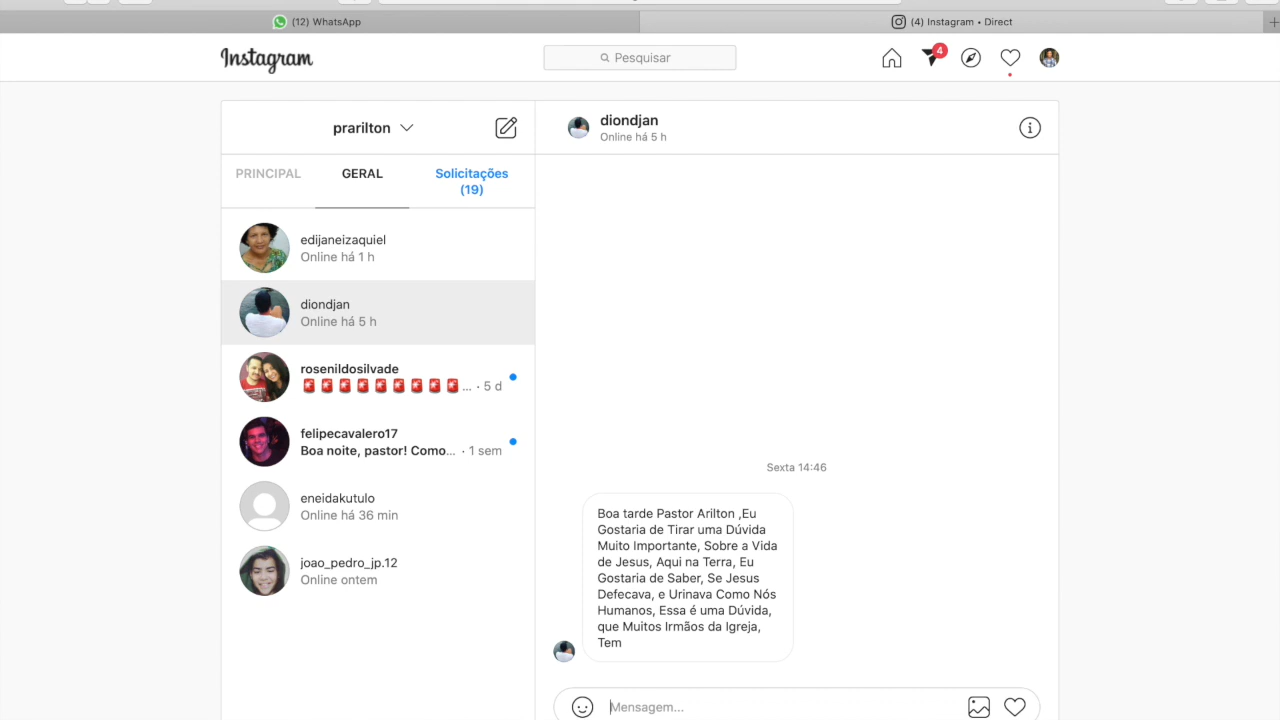 (12) WhatsApp
(4) Instagram • Direct
Instagram
Pesquisar
4
prarilton
diondjan
Online há 5 h
PRINCIPAL
GERAL
Solicitações
(19)
edijaneizaquiel
Online há 1 h
diondjan
Online há 5 h
rosenildosilvade
🚨🚨🚨🚨🚨🚨🚨🚨🚨... · 5 d
felipecavalero17
Boa noite, pastor! Como... · 1 sem
eneidakutulo
Online há 36 min
joao_pedro_jp.12
Online ontem
Sexta 14:46
Boa tarde Pastor Arilton ,Eu
Gostaria de Tirar uma Dúvida
Muito Importante, Sobre a Vida
de Jesus, Aqui na Terra, Eu
Gostaria de Saber, Se Jesus
Defecava, e Urinava Como Nós
Humanos, Essa é uma Dúvida,
que Muitos Irmãos da Igreja,
Tem
Mensagem...